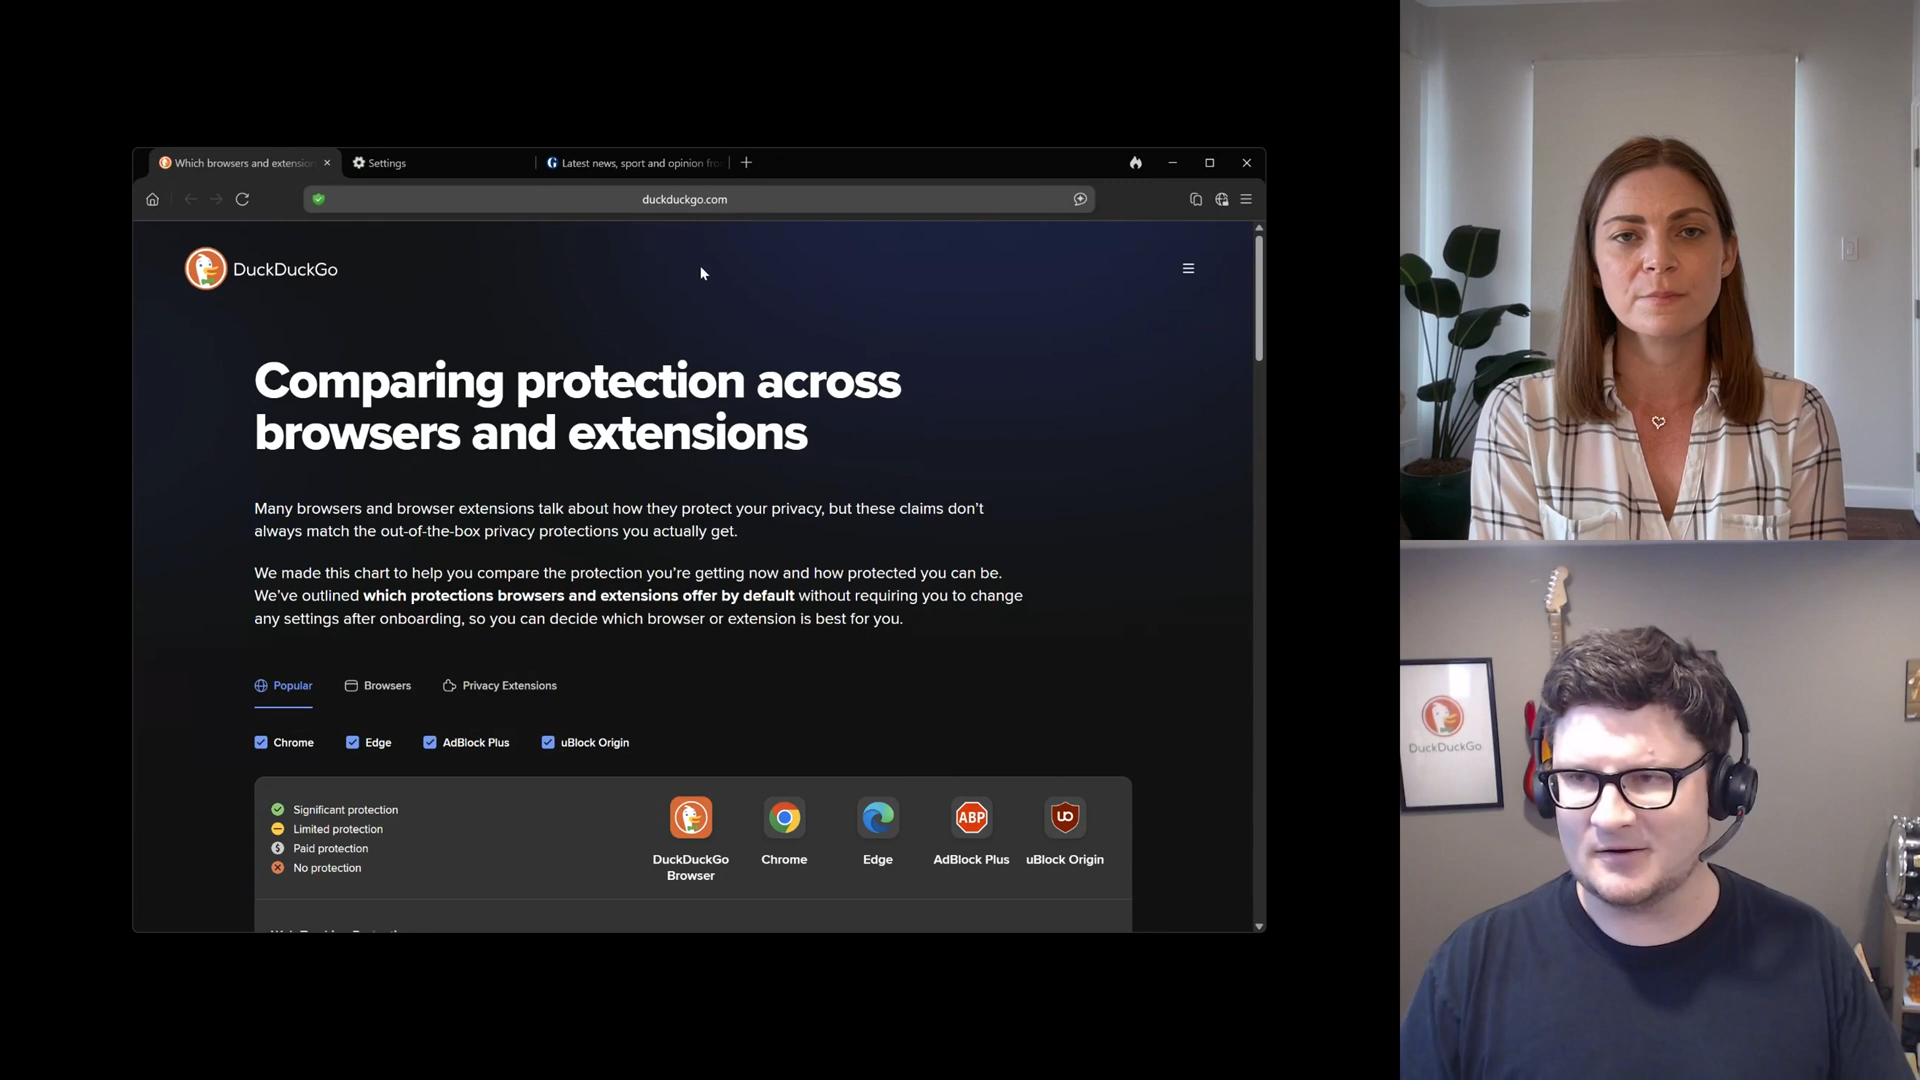 Which browsers and extension
Settings
Latest news, sport and opinion fro
duckduckgo.com
DuckDuckGo
Comparing protection across
browsers and extensions
Many browsers and browser extensions talk about how they protect your privacy, but these claims don’t
always match the out-of-the-box privacy protections you actually get.
We made this chart to help you compare the protection you’re getting now and how protected you can be.
We’ve outlined which protections browsers and extensions offer by default without requiring you to change
any settings after onboarding, so you can decide which browser or extension is best for you.
Popular
Browsers
Privacy Extensions
Chrome
Edge
AdBlock Plus
uBlock Origin
Significant protection
Limited protection
Paid protection
No protection
ABP
UO
DuckDuckGo
Browser
Chrome
Edge
AdBlock Plus
uBlock Origin
DuckDuckGo